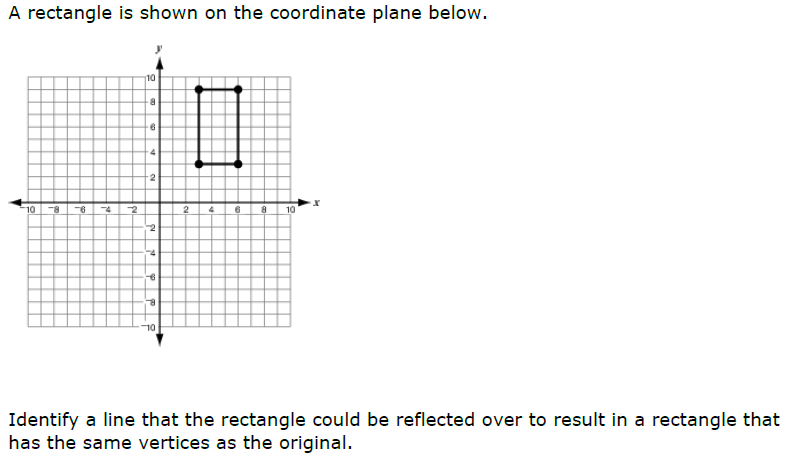 A rectangle is shown on the coordinate plane below.
y
10
8
6
4
2
-10 -8 -6 -4 -2 2 4 6 8 10 x
-2
-4
-6
-8
-10
Identify a line that the rectangle could be reflected over to result in a rectangle that
has the same vertices as the original.